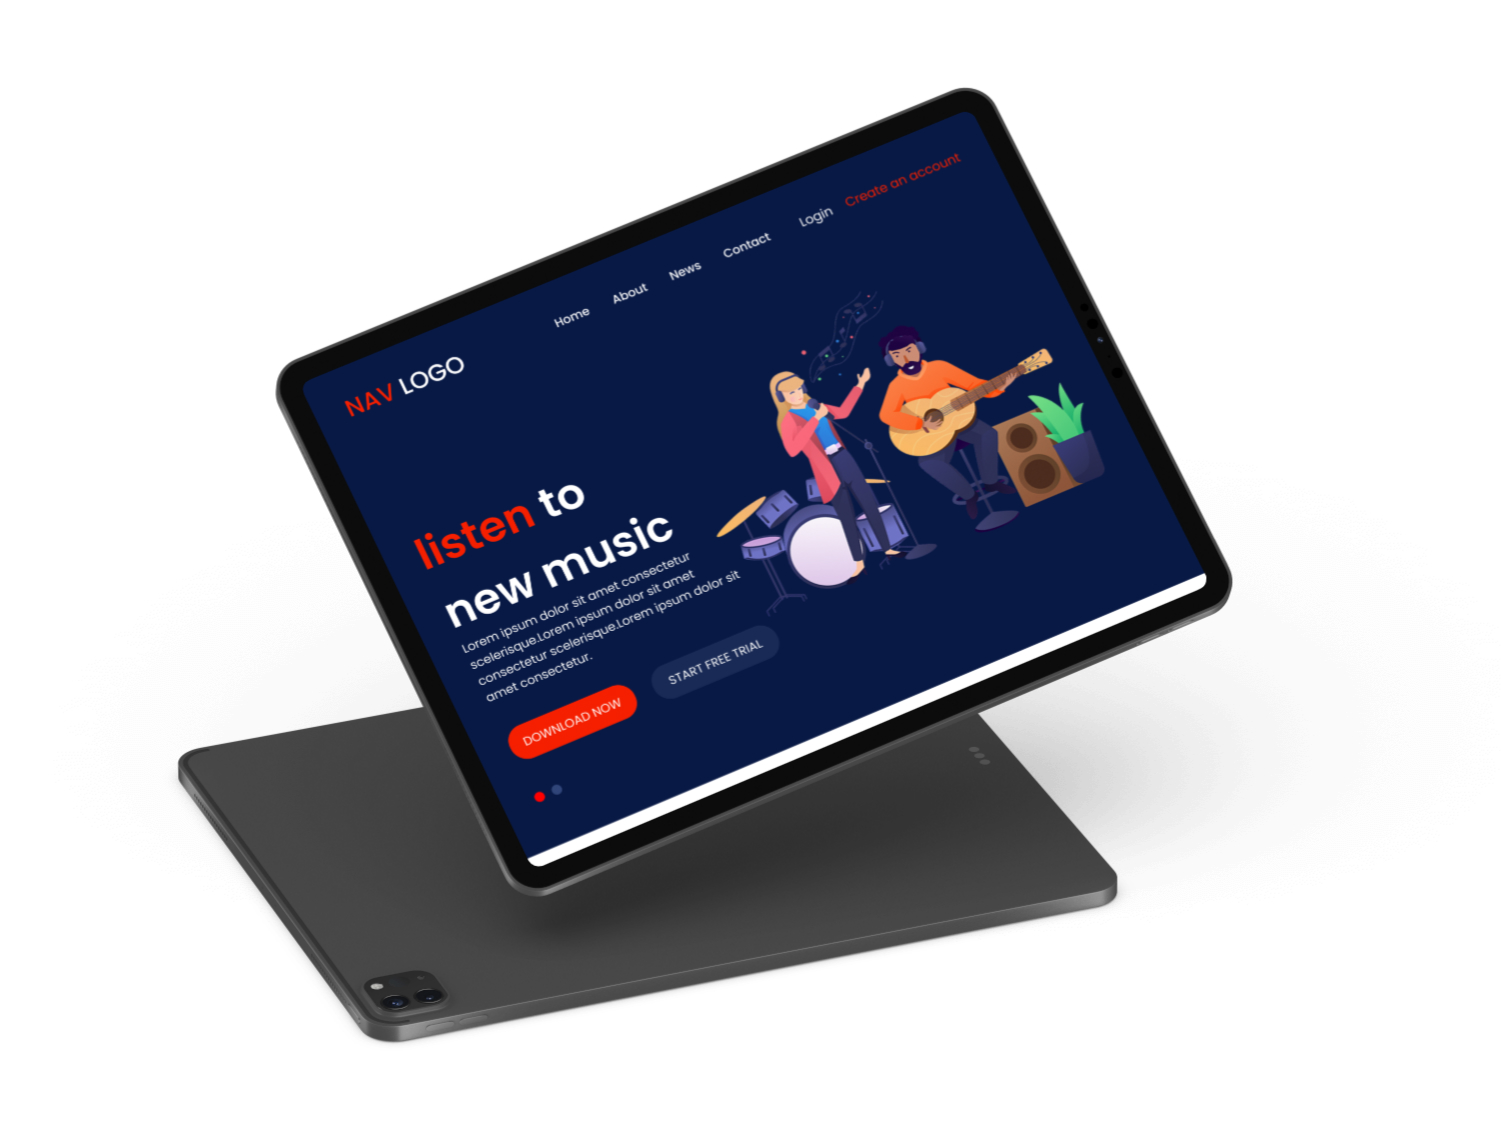 NAV LOGO
Home About News Contact Login Create an account
listen to
new music
Lorem ipsum dolor sit amet consectetur
scelerisque.Lorem ipsum dolor sit amet
consectetur scelerisque.Lorem ipsum dolor sit
amet consectetur.
DOWNLOAD NOW START FREE TRIAL